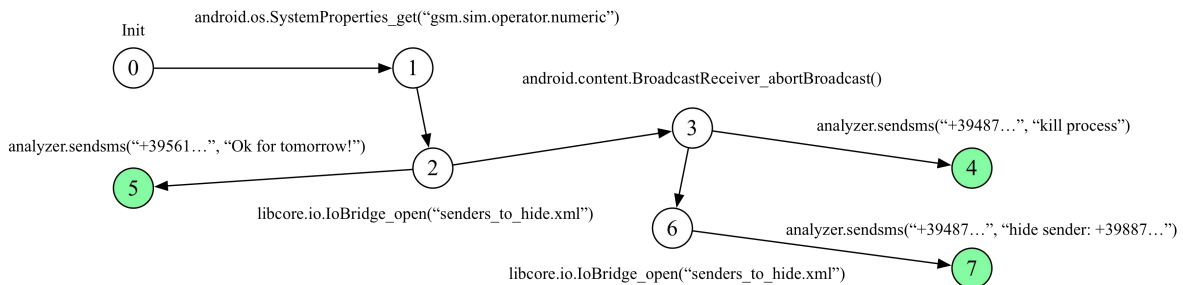 android.os.SystemProperties_get(“gsm.sim.operator.numeric”)
Init
0
1
android.content.BroadcastReceiver_abortBroadcast()
3
analyzer.sendsms(“+39487…”, “kill process”)
analyzer.sendsms(“+39561…”, “Ok for tomorrow!”)
2
4
5
libcore.io.IoBridge_open(“senders_to_hide.xml”)
6
analyzer.sendsms(“+39487…”, “hide sender: +39887…”)
libcore.io.IoBridge_open(“senders_to_hide.xml”)
7